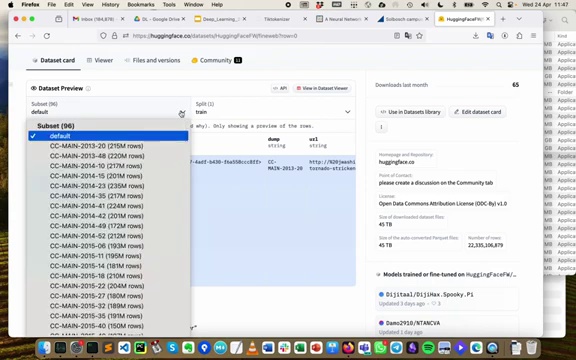 Firefox File Edit View History Bookmarks Tools Window Help
Wed 24 Apr 11:47
Inbox (184,879)
DL - Google Drive
Deep_Learning_
Tiktokenizer
A Neural Networ
Solbosch campus
HuggingFaceFW/
https://huggingface.co/datasets/HuggingFaceFW/fineweb?row=0
Dataset card
Viewer
Files and versions
Community
Dataset Preview
API
View in Dataset Viewer
Subset (96)
default
Split (1)
train
Subset (96)
default
CC-MAIN-2013-20 (215M rows)
CC-MAIN-2013-48 (220M rows)
CC-MAIN-2014-10 (217M rows)
CC-MAIN-2014-15 (201M rows)
CC-MAIN-2014-23 (235M rows)
CC-MAIN-2014-35 (217M rows)
CC-MAIN-2014-41 (224M rows)
CC-MAIN-2014-42 (201M rows)
CC-MAIN-2014-49 (172M rows)
CC-MAIN-2014-52 (212M rows)
CC-MAIN-2015-06 (193M rows)
CC-MAIN-2015-11 (195M rows)
CC-MAIN-2015-14 (181M rows)
CC-MAIN-2015-18 (210M rows)
CC-MAIN-2015-22 (204M rows)
CC-MAIN-2015-27 (180M rows)
CC-MAIN-2015-32 (189M rows)
CC-MAIN-2015-35 (191M rows)
CC-MAIN-2015-40 (150M rows)
and why). Only showing a preview of the rows.
dump
string
url
string
CC-
MAIN-2013-20
tornado-stricken
Downloads last month
65
Use in Datasets library
Edit dataset card
Homepage and Repository:
huggingface.co
Point of Contact:
please create a discussion on the Community tab
License:
Open Data Commons Attribution License (ODC-By) v1.0
Size of downloaded dataset files:
45 TB
Size of the auto-converted Parquet files:
45 TB
Number of rows:
22,335,106,879
Models trained or fine-tuned on HuggingFaceFW/...
Dijitaal/DijiHax.Spooky.Pi
Updated 3 days ago
3
Damo2910/NTANCVA
Updated 1 day ago